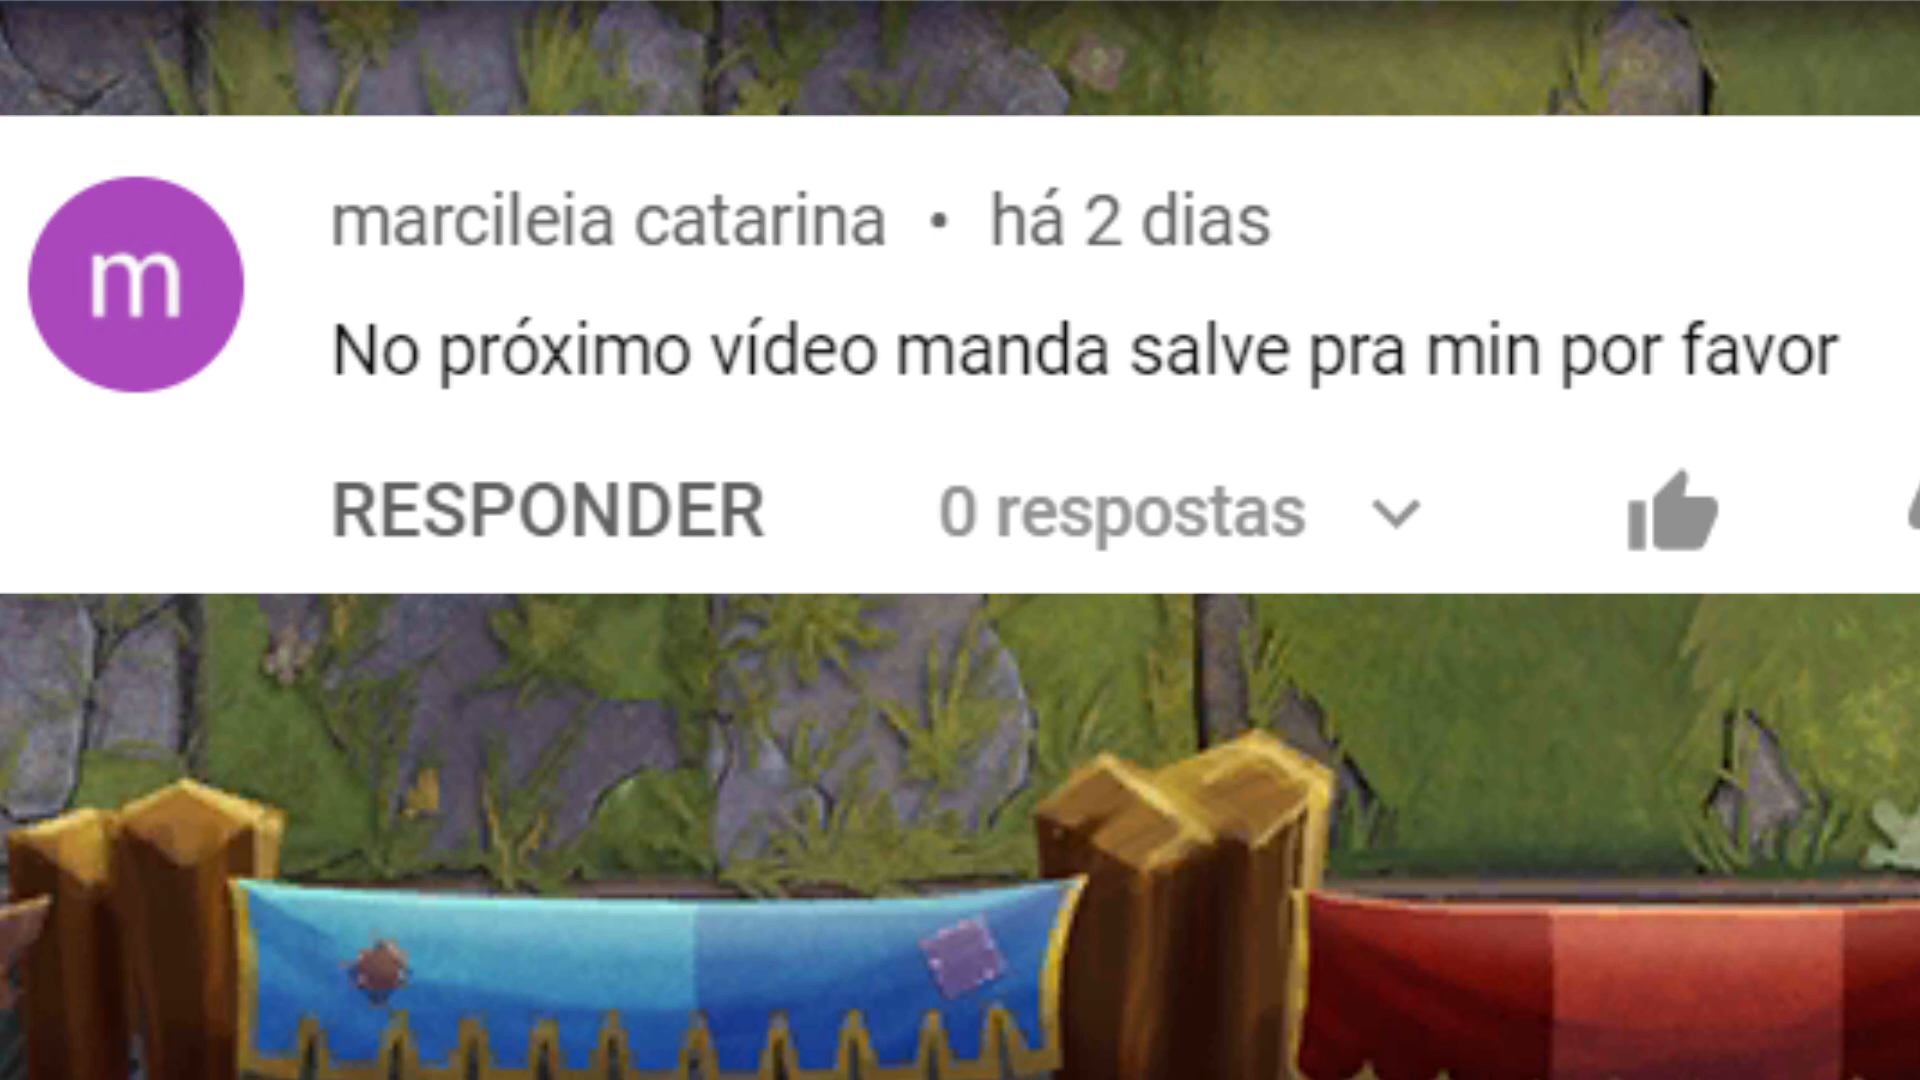 m
marcileia catarina • há 2 dias
No próximo vídeo manda salve pra min por favor
RESPONDER 0 respostas